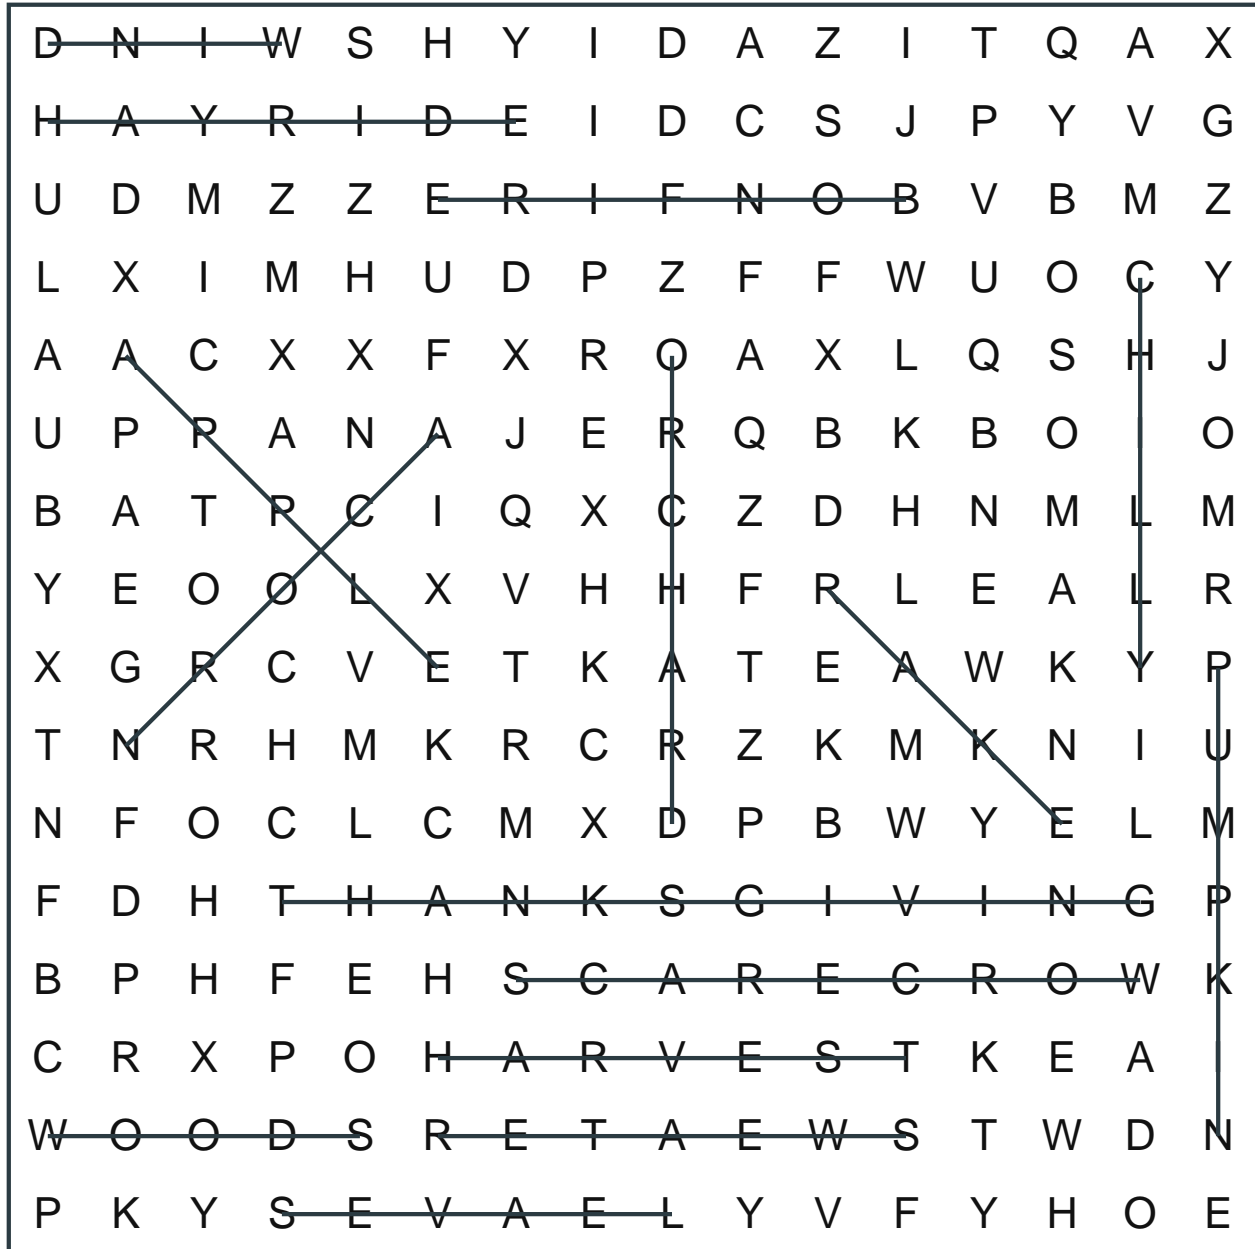 D N I W S H Y I D A Z I T Q A X
H A Y R I D E I D C S J P Y V G
U D M Z Z E R I F N O B V B M Z
L X I M H U D P Z F F W U O C Y
A A C X X F X R O A X L Q S H J
U P P A N A J E R Q B K B O I O
B A T P C I Q X C Z D H N M L M
Y E O O L X V H H F R L E A L R
X G R C V E T K A T E A W K Y P
T N R H M K R C R Z K M K N I U
N F O C L C M X D P B W Y E L M
F D H T H A N K S G I V I N G P
B P H F E H S C A R E C R O W K
C R X P O H A R V E S T K E A I
W O O D S R E T A E W S T W D N
P K Y S E V A E L Y V F Y H O E